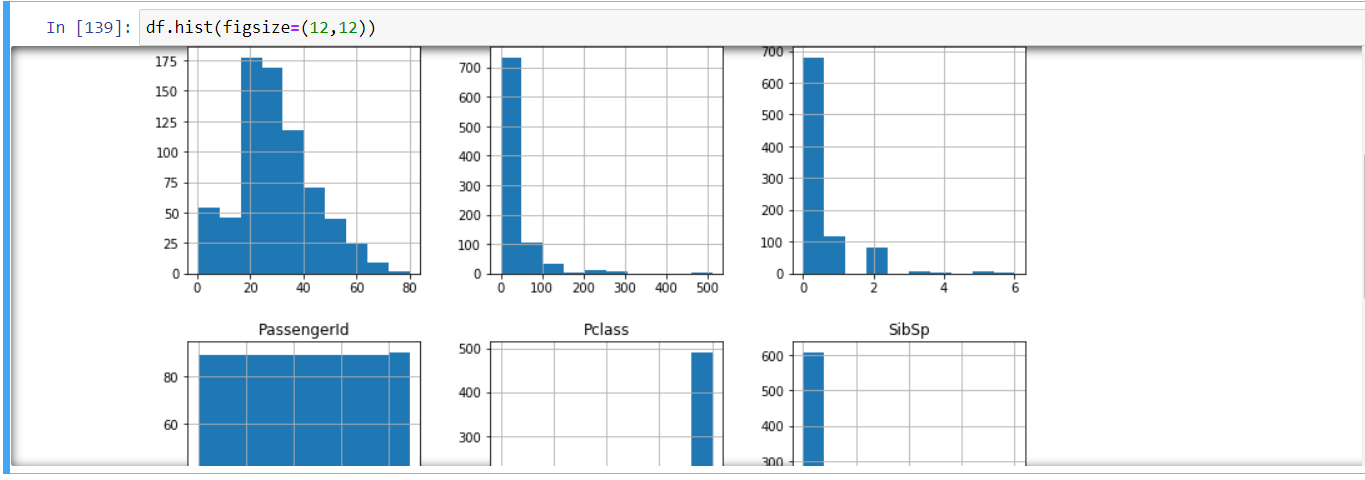 In [139]: df.hist(figsize=(12,12))
175 700 700
150 600 600
125 500 500
100 400 400
75 300 300
50 200 200
25 100 100
0 0 0
0 20 40 60 80 0 100 200 300 400 500 0 2 4 6
PassengerId Pclass SibSp
80 500 600
60 400 500
300 400
300